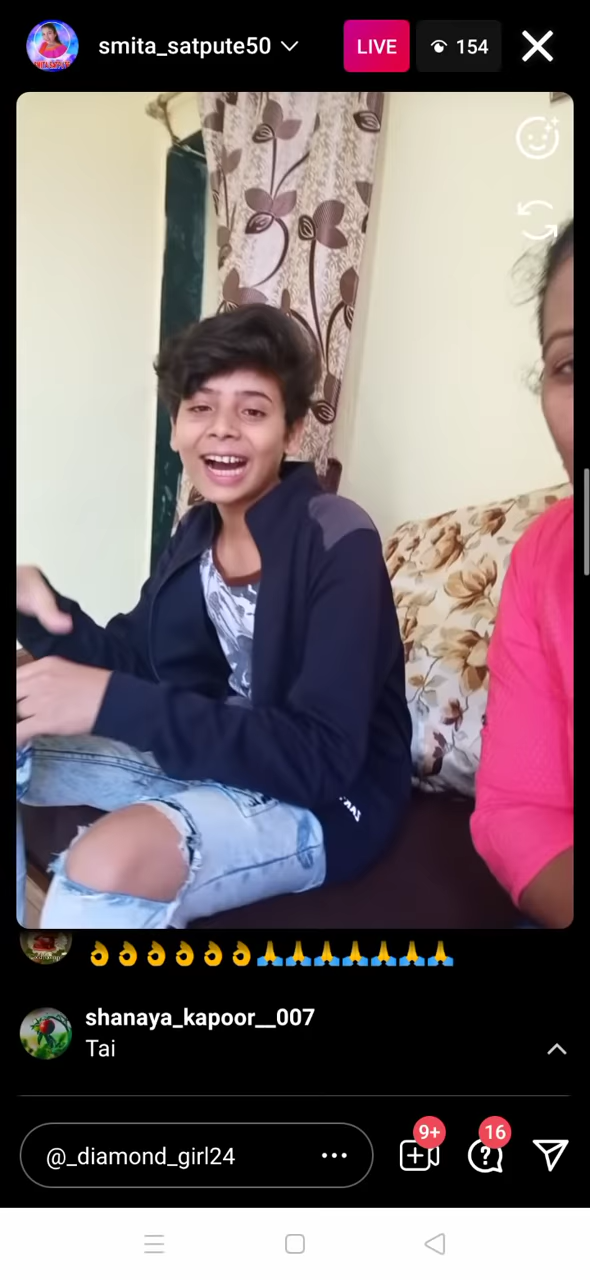 smita_satpute50
LIVE
154
👌👌👌👌👌👌🙏🙏🙏🙏🙏🙏🙏
shanaya_kapoor__007
Tai
@_diamond_girl24
9+
16